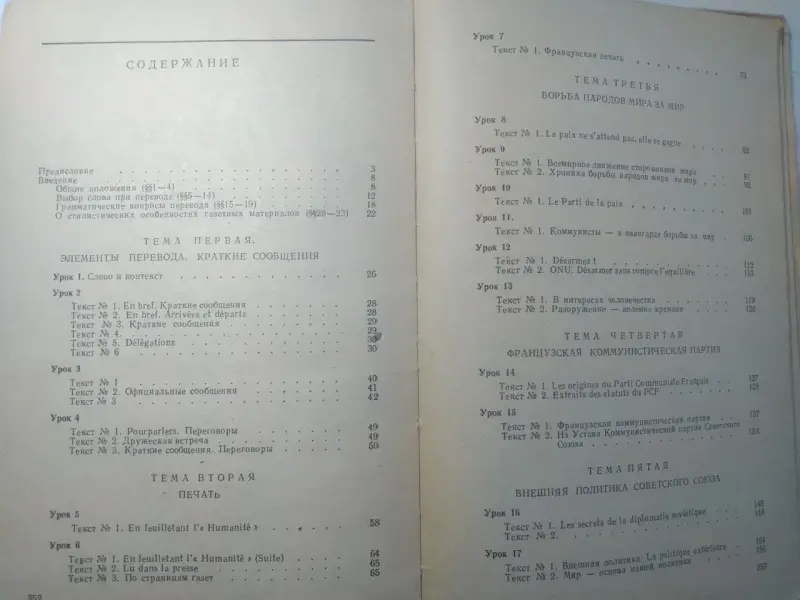 СОДЕРЖАНИЕ
Предисловие 3
Введение 8
Общие положения (§§1—4) 8
Выбор слова при переводе (§§5—14) 12
Грамматические вопросы перевода (§§15—19) 18
О стилистических особенностях газетных материалов (§§20—23) 22
ТЕМА ПЕРВАЯ.
ЭЛЕМЕНТЫ ПЕРЕВОДА. КРАТКИЕ СООБЩЕНИЯ
Урок 1. Слово и контекст 26
Урок 2
Текст № 1. En bref. Краткие сообщения 28
Текст № 2. En bref. Arrivées et départs 28
Текст № 3. Краткие сообщения 29
Текст № 4. 29
Текст № 5. Délégations 30
Текст № 6 30
Урок 3
Текст № 1 40
Текст № 2. Официальные сообщения 41
Текст № 3 42
Урок 4
Текст № 1. Pourparlers. Переговоры 49
Текст № 2. Дружеская встреча 49
Текст № 3. Краткие сообщения. Переговоры 50
ТЕМА ВТОРАЯ
ПЕЧАТЬ
Урок 5
Текст № 1. En feuilletant l'« Humanité » 58
Урок 6
Текст № 1. En feuilletant l'« Humanité » (Suite) 64
Текст № 2. Lu dans la presse 65
Текст № 3. По страницам газет 65
Урок 7
Текст № 1. Французская печать 73
ТЕМА ТРЕТЬЯ
БОРЬБА НАРОДОВ МИРА ЗА МИР
Урок 8
Текст № 1. La paix ne s'attend pas, elle se gagne 82
Урок 9
Текст № 1. Всемирное движение сторонников мира 91
Текст № 2. Хроника борьбы народов мира за мир
Урок 10
Текст № 1. Le Parti de la paix
Урок 11.
Текст № 1. Коммунисты — в авангарде борьбы за мир 106
Урок 12
Текст № 1. Désarmer! 112
Текст № 2. ONU. Désarmer sans rompre l'équilibre 113
Урок 13
Текст № 1. В интересах человечества 119
Текст № 2. Разоружение — веление времени 120
ТЕМА ЧЕТВЕРТАЯ
ФРАНЦУЗСКАЯ КОММУНИСТИЧЕСКАЯ ПАРТИЯ
Урок 14
Текст № 1. Les origines du Parti Communiste Français 127
Текст № 2. Extraits des statuts du PCF 128
Урок 15
Текст № 1. Французская коммунистическая партия 137
Текст № 2. Из Устава Коммунистической партии Советского
Союза 138
ТЕМА ПЯТАЯ
ВНЕШНЯЯ ПОЛИТИКА СОВЕТСКОГО СОЮЗА
Урок 16
Текст № 1. Les secrets de la diplomatie soviétique
Текст № 2.
Урок 17
Текст № 1. Внешняя политика. La politique extérieure
Текст № 2. Мир — основа нашей политики